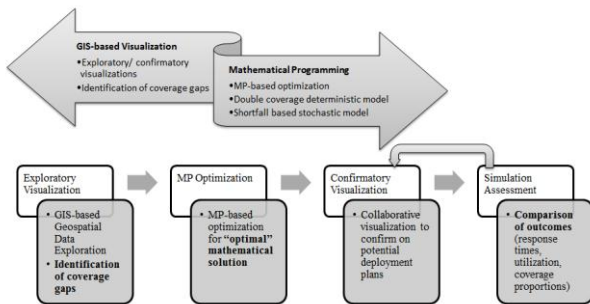 GIS-based Visualization
•Exploratory/ confirmatory
visualizations
•Identification of coverage gaps
Mathematical Programming
•MP-based optimization
•Double coverage deterministic model
•Shortfall based stochastic model
Exploratory
Visualization
• GIS-based
Geospatial
Data
Exploration
• Identification
of coverage
gaps
MP Optimization
• MP-based
optimization
for "optimal"
mathematical
solution
Confirmatory
Visualization
• Collaborative
visualization to
confirm on
potential
deployment
plans
Simulation
Assessment
• Comparison of
outcomes
(response
times,
utilization,
coverage
proportions)